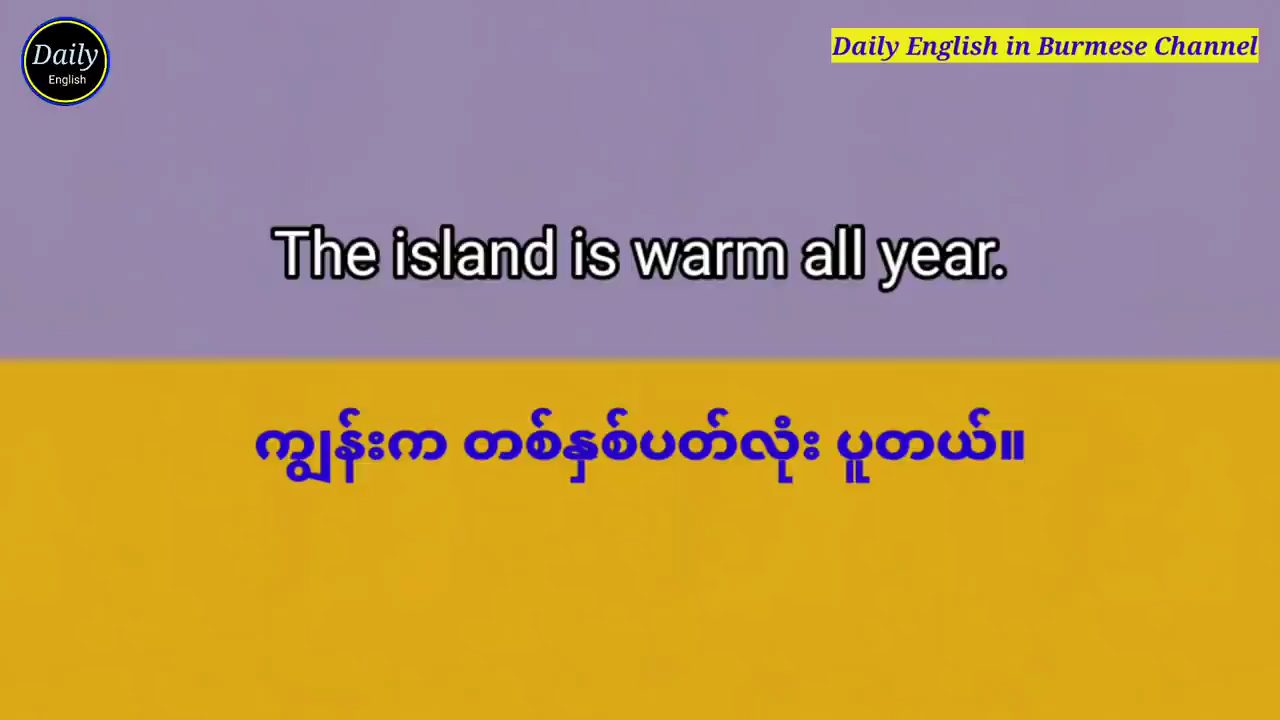 Daily
English
Daily English in Burmese Channel
The island is warm all year.
ကျွန်းက တစ်နှစ်ပတ်လုံး ပူတယ်။